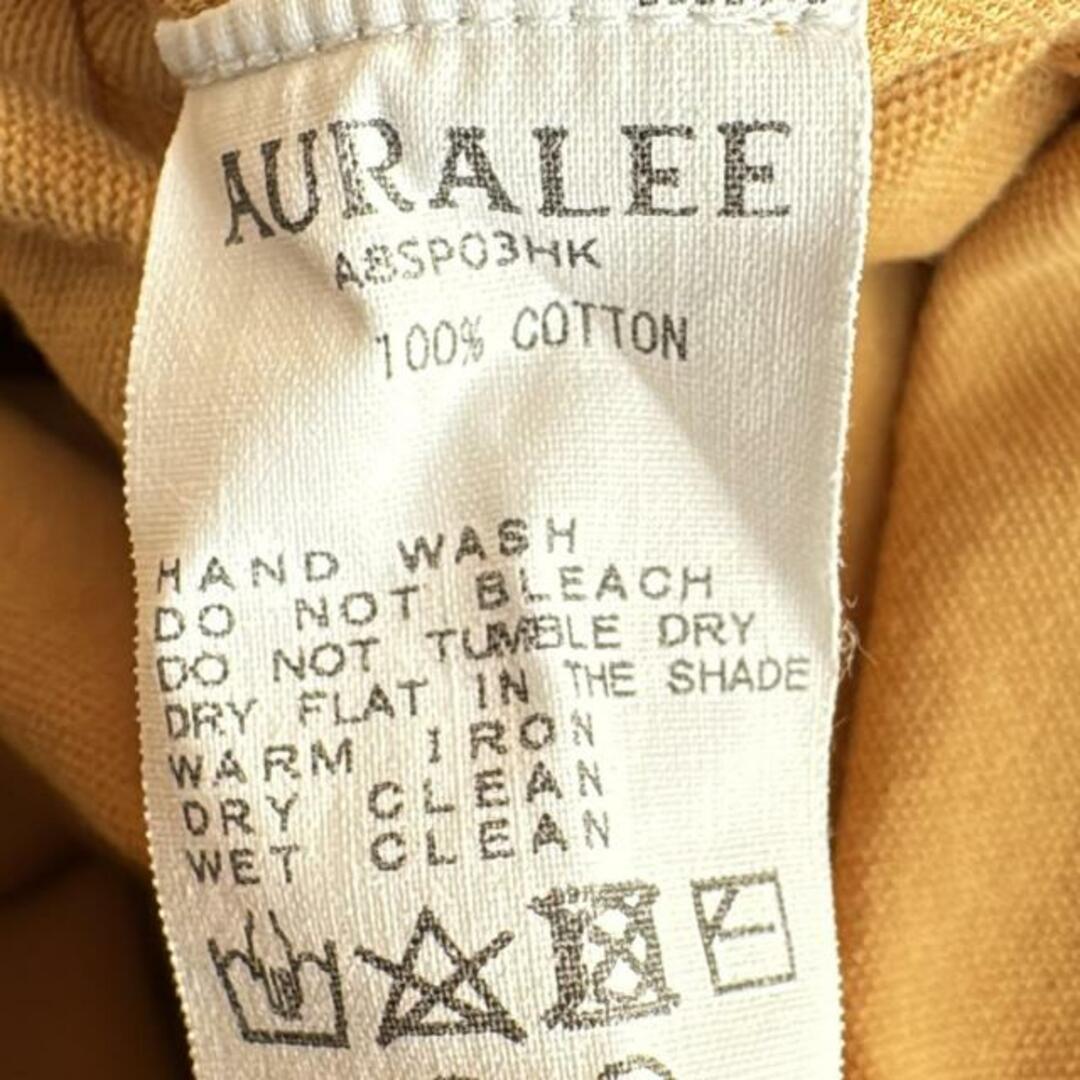 AURALEE
A8SP03HK
100% COTTON
HAND WASH
DO NOT BLEACH
DO NOT TUMBLE DRY
DRY FLAT IN THE SHADE
WARM IRON
DRY CLEAN
WET CLEAN